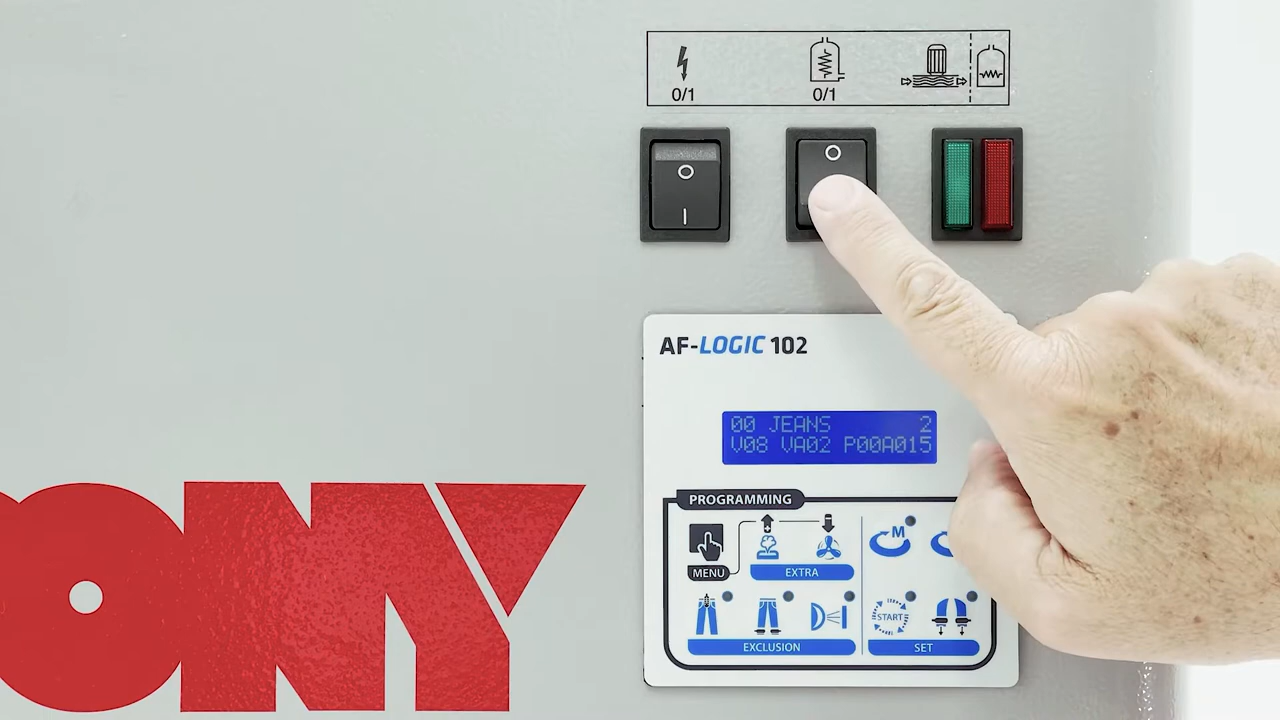 0/1
0/1
O
I
O
AF-LOGIC 102
00 JEANS 2
V08 VA02 P00A015
PROGRAMMING
M
MENU
EXTRA
START
EXCLUSION
SET
ONY